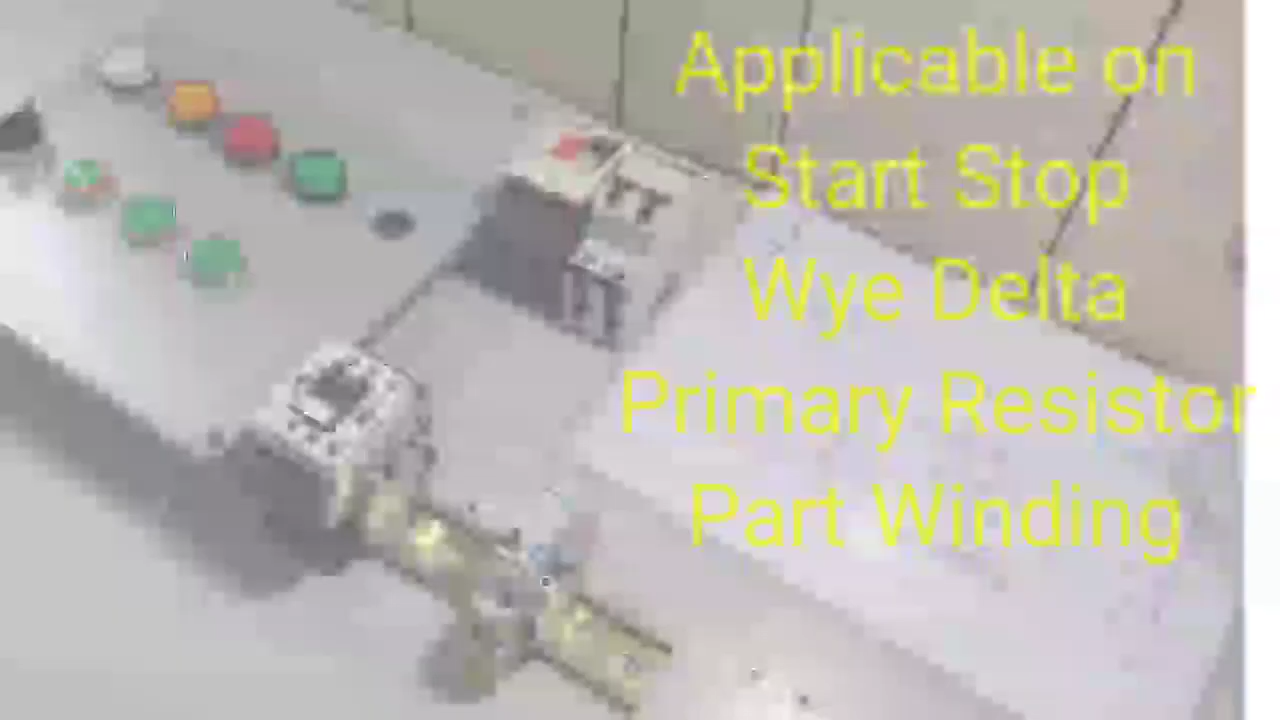 Applicable on
Start Stop
Wye Delta
Primary Resistor
Part Winding